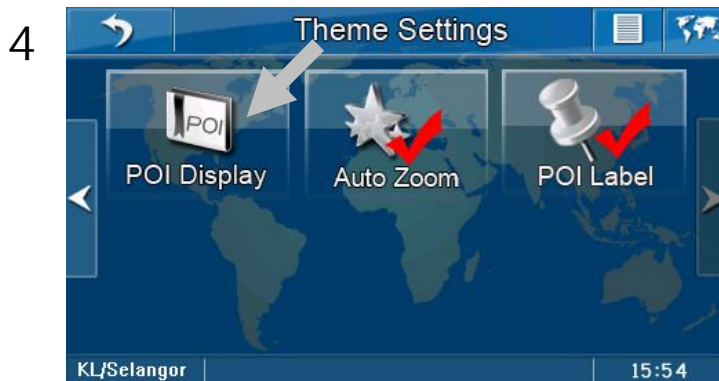 4
Theme Settings
POI
POI Display
Auto Zoom
POI Label
KL/Selangor
15:54